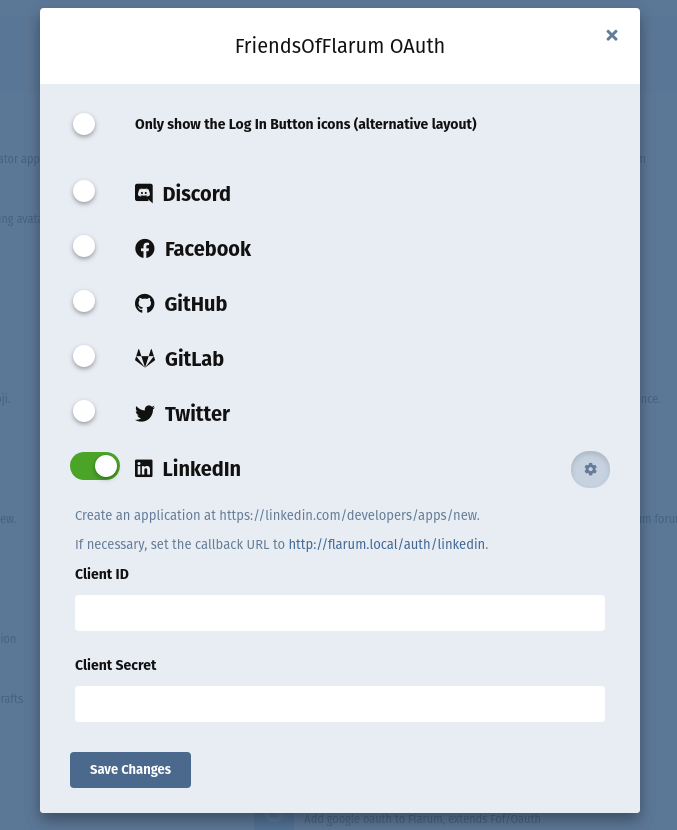 FriendsOfFlarum OAuth
Only show the Log In Button icons (alternative layout)
Discord
Facebook
GitHub
GitLab
Twitter
LinkedIn
Create an application at https://linkedin.com/developers/apps/new.
If necessary, set the callback URL to http://flarum.local/auth/linkedin.
Client ID
Client Secret
Save Changes
Add google oauth to Flarum, extends Fof/Oauth